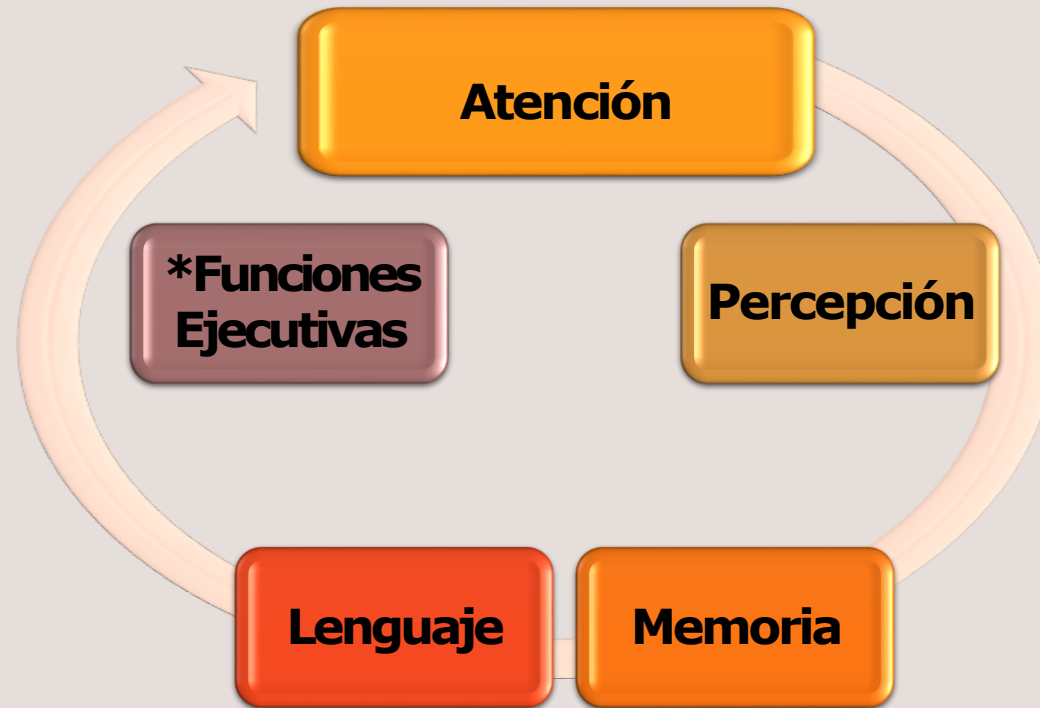 Atención
*Funciones
Ejecutivas
Percepción
Lenguaje
Memoria